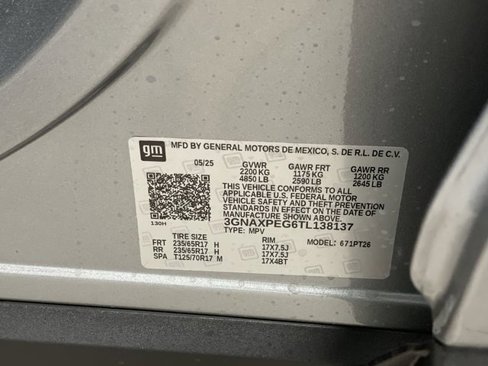 gm MFD BY GENERAL MOTORS DE MEXICO, S. DE R.L. DE C.V.
05/25 GVWR GAWR FRT GAWR RR
2200 KG 1175 KG 1200 KG
4850 LB 2590 LB 2645 LB
THIS VEHICLE CONFORMS TO ALL
APPLICABLE U.S. FEDERAL MOTOR
VEHICLE SAFETY AND THEFT PREVENTION
STANDARDS IN EFFECT ON THE DATE OF
MANUFACTURE SHOWN ABOVE.
130H 3GNAXPEG6TL138137
TYPE: MPV MODEL: 671PT26
TIRE SIZE RIM
FRT 235/65R17 H 17X7.5J
RR 235/65R17 H 17X7.5J
SPA T125/70R17 M 17X4BT